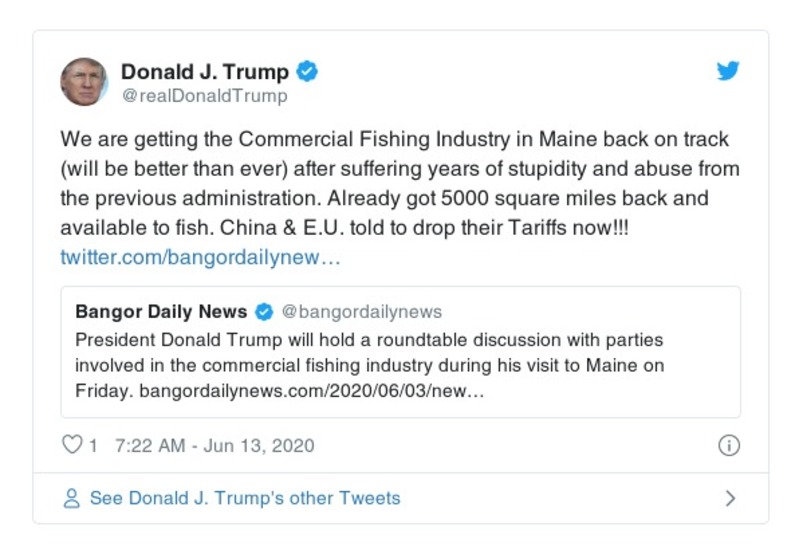 Donald J. Trump
@realDonaldTrump
We are getting the Commercial Fishing Industry in Maine back on track
(will be better than ever) after suffering years of stupidity and abuse from
the previous administration. Already got 5000 square miles back and
available to fish. China & E.U. told to drop their Tariffs now!!!
twitter.com/bangordailynew…
Bangor Daily News @bangordailynews
President Donald Trump will hold a roundtable discussion with parties
involved in the commercial fishing industry during his visit to Maine on
Friday. bangordailynews.com/2020/06/03/new…
1 7:22 AM - Jun 13, 2020
See Donald J. Trump's other Tweets